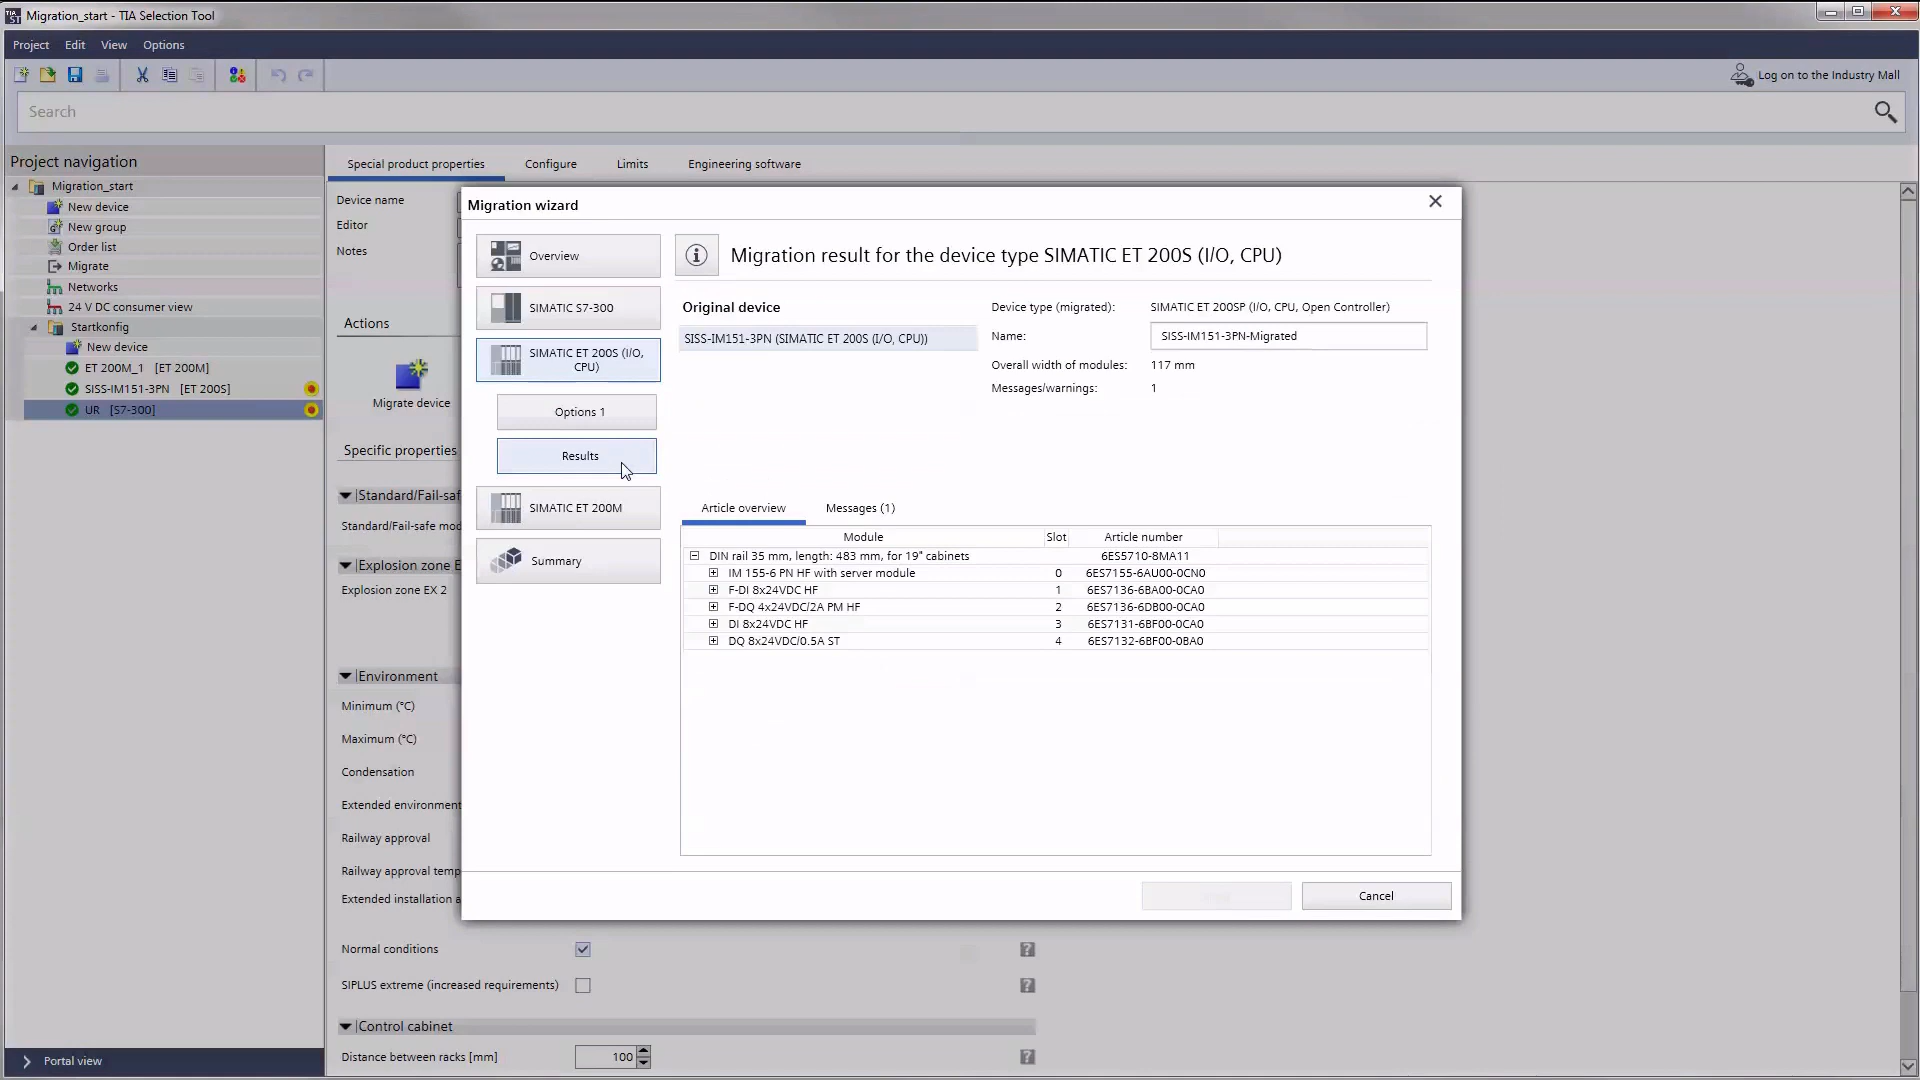 Migration_start - TIA Selection Tool
Project Edit View Options
Log on to the Industry Mall
Search
Project navigation
Migration_start
New device
New group
Order list
Migrate
Networks
24 V DC consumer view
Startkonfig
New device
ET 200M_1 [ET 200M]
SISS-IM151-3PN [ET 200S]
UR [S7-300]
Portal view
Special product properties Configure Limits Engineering software
Device name
Editor
Notes
Actions
Migrate device
Specific properties
Standard/Fail-saf
Standard/Fail-safe mod
Explosion zone E
Explosion zone EX 2
Environment
Minimum (°C)
Maximum (°C)
Condensation
Extended environment
Railway approval
Railway approval temp
Extended installation a
Normal conditions
SIPLUS extreme (increased requirements)
Control cabinet
Distance between racks [mm] 100
Migration wizard
Overview
SIMATIC S7-300
SIMATIC ET 200S (I/O,
CPU)
Options 1
Results
SIMATIC ET 200M
Summary
Migration result for the device type SIMATIC ET 200S (I/O, CPU)
Original device
SISS-IM151-3PN (SIMATIC ET 200S (I/O, CPU))
Device type (migrated): SIMATIC ET 200SP (I/O, CPU, Open Controller)
Name: SISS-IM151-3PN-Migrated
Overall width of modules: 117 mm
Messages/warnings: 1
Article overview Messages (1)
Module Slot Article number
DIN rail 35 mm, length: 483 mm, for 19" cabinets 6ES5710-8MA11
IM 155-6 PN HF with server module 0 6ES7155-6AU00-0CN0
F-DI 8x24VDC HF 1 6ES7136-6BA00-0CA0
F-DQ 4x24VDC/2A PM HF 2 6ES7136-6DB00-0CA0
DI 8x24VDC HF 3 6ES7131-6BF00-0CA0
DQ 8x24VDC/0.5A ST 4 6ES7132-6BF00-0BA0
Cancel